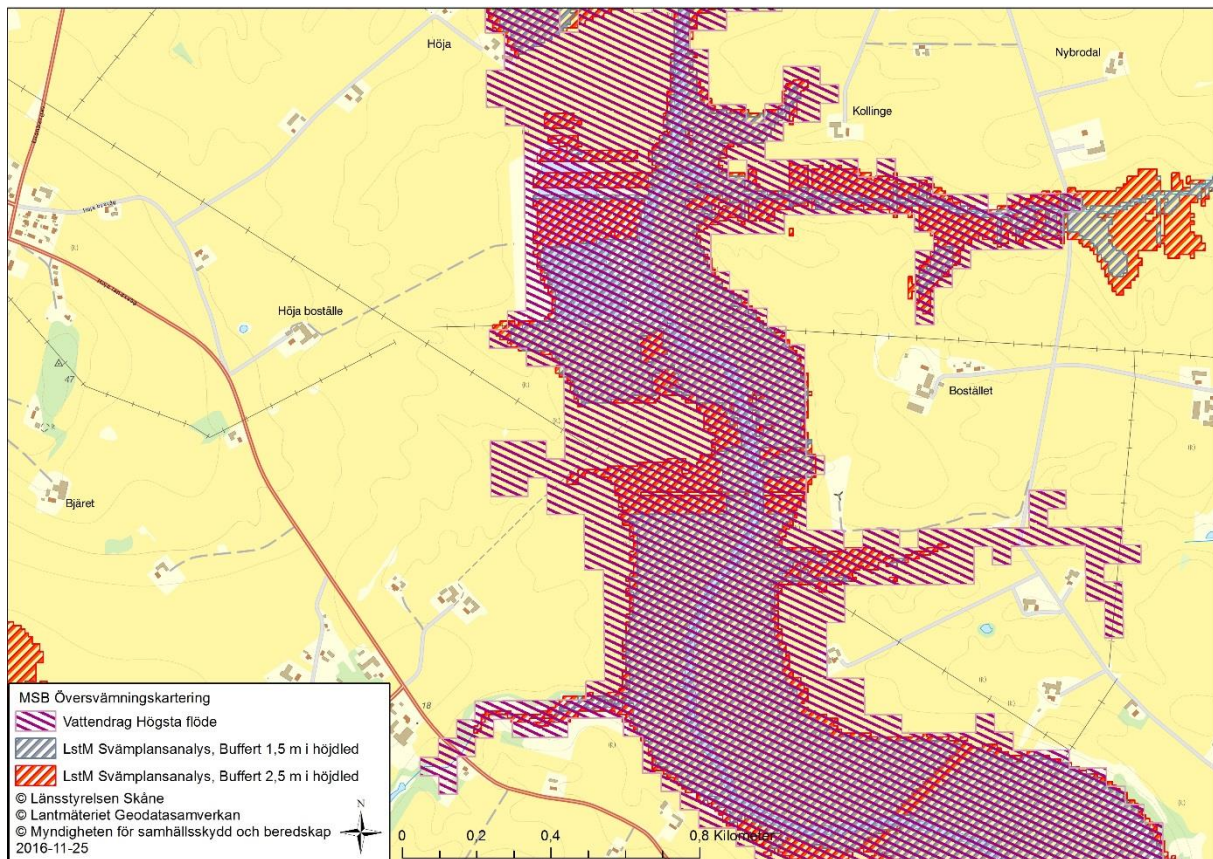 Höja
Nybrodal
Kollinge
Höja boställe
Höja boställe
Bostället
47
Bjäret
18
MSB Översvämningskartering
Vattendrag Högsta flöde
LstM Svämplansanalys, Buffert 1,5 m i höjdled
LstM Svämplansanalys, Buffert 2,5 m i höjdled
© Länsstyrelsen Skåne
© Lantmäteriet Geodatasamverkan
© Myndigheten för samhällsskydd och beredskap
2016-11-25
N
0 0,2 0,4 0,8 Kilometer